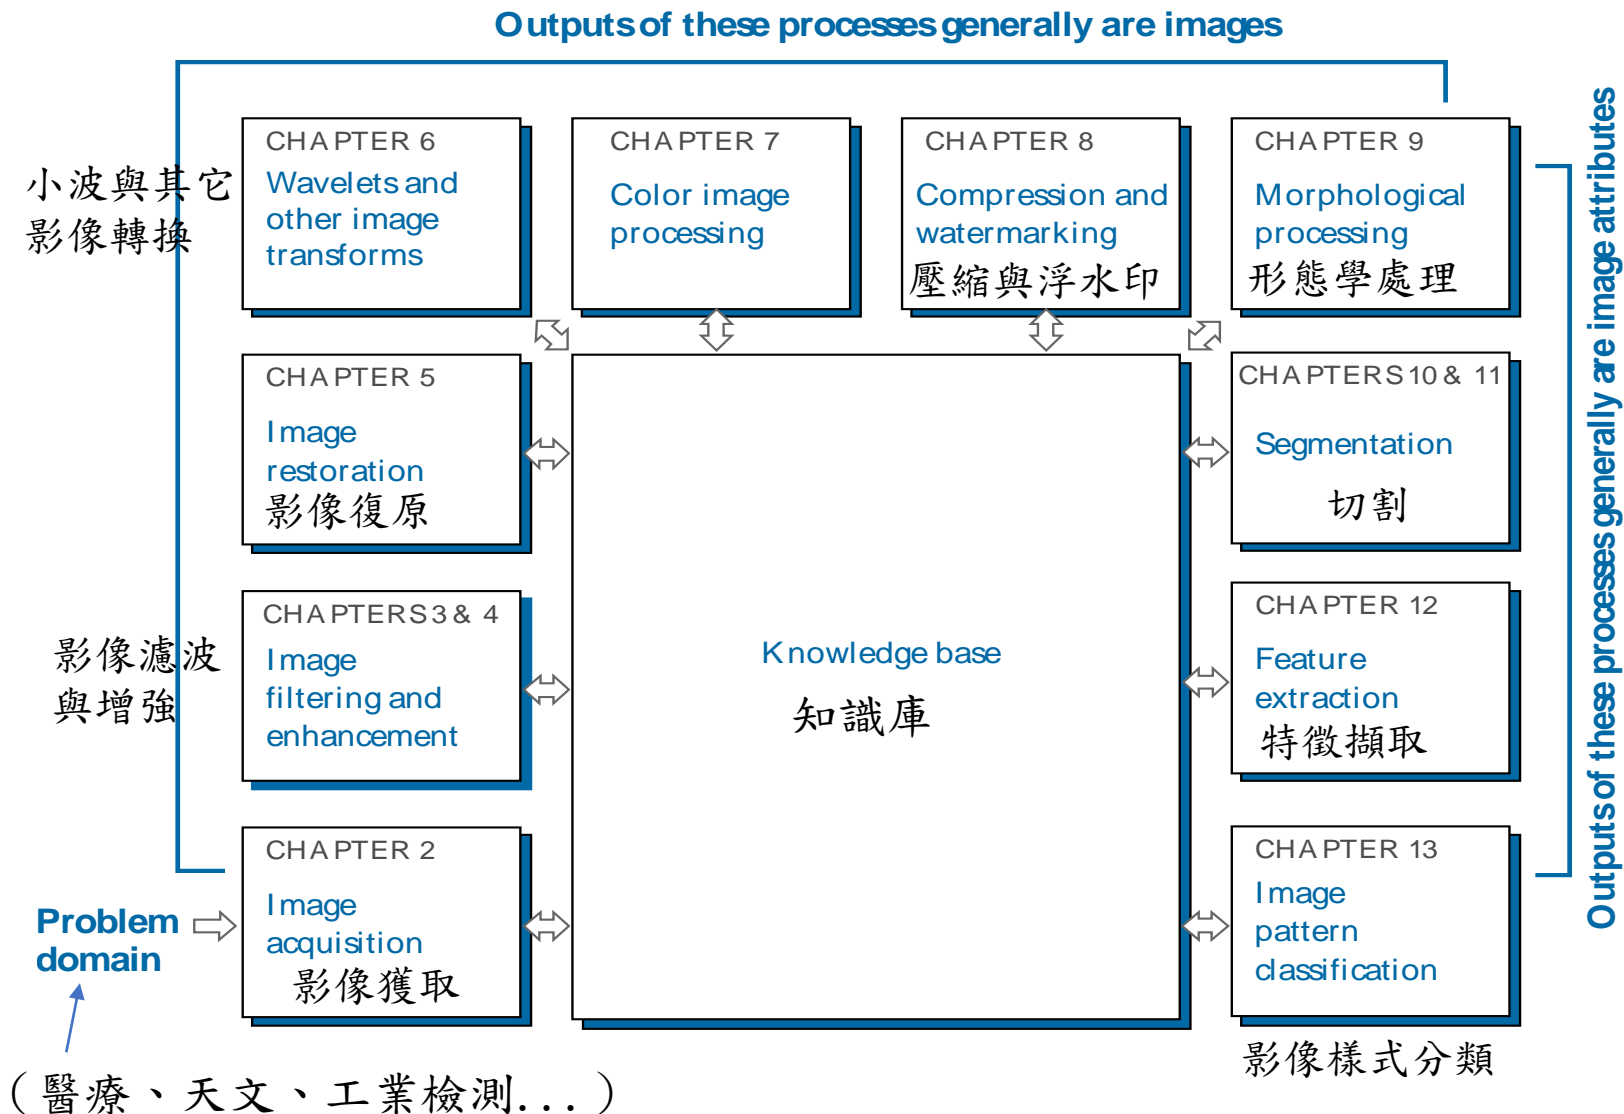 Outputs of these processes generally are images
CHAPTER 6
Wavelets and
other image
transforms
小波與其它
影像轉換
CHAPTER 7
Color image
processing
CHAPTER 8
Compression and
watermarking
壓縮與浮水印
CHAPTER 9
Morphological
processing
形態學處理
Outputs of these processes generally are image attributes
CHAPTER 5
Image
restoration
影像復原
CHAPTERS 10 & 11
Segmentation
切割
CHAPTERS 3 & 4
Image
filtering and
enhancement
影像濾波
與增強
Knowledge base
知識庫
CHAPTER 12
Feature
extraction
特徵擷取
CHAPTER 2
Image
acquisition
影像獲取
Problem
domain
CHAPTER 13
Image
pattern
classification
影像樣式分類
（醫療、天文、工業檢測...）